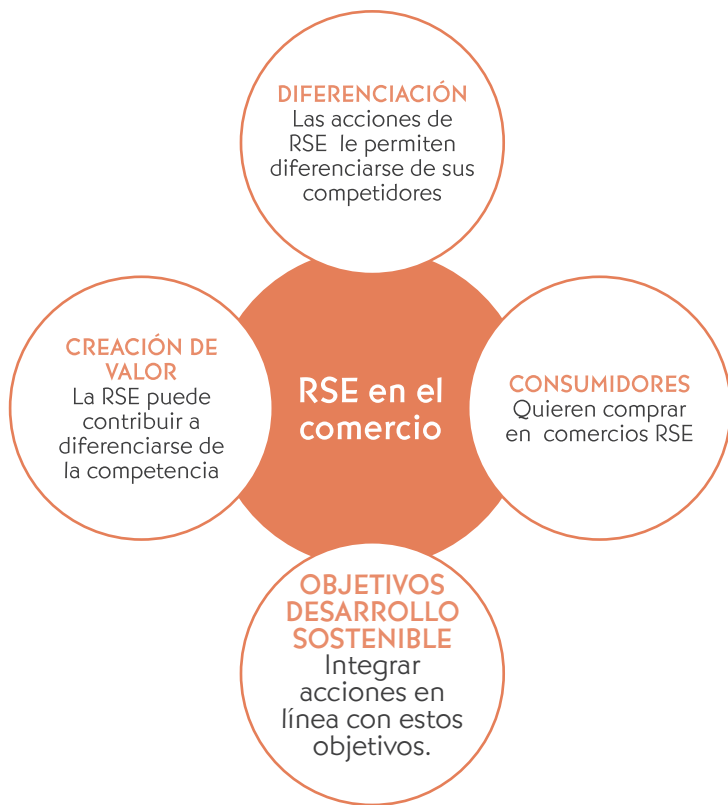 DIFERENCIACIÓN
Las acciones de
RSE le permiten
diferenciarse de sus
competidores
CREACIÓN DE
VALOR
La RSE puede
contribuir a
diferenciarse de
la competencia
RSE en el
comercio
CONSUMIDORES
Quieren comprar
en comercios RSE
OBJETIVOS
DESARROLLO
SOSTENIBLE
Integrar
acciones en
línea con estos
objetivos.